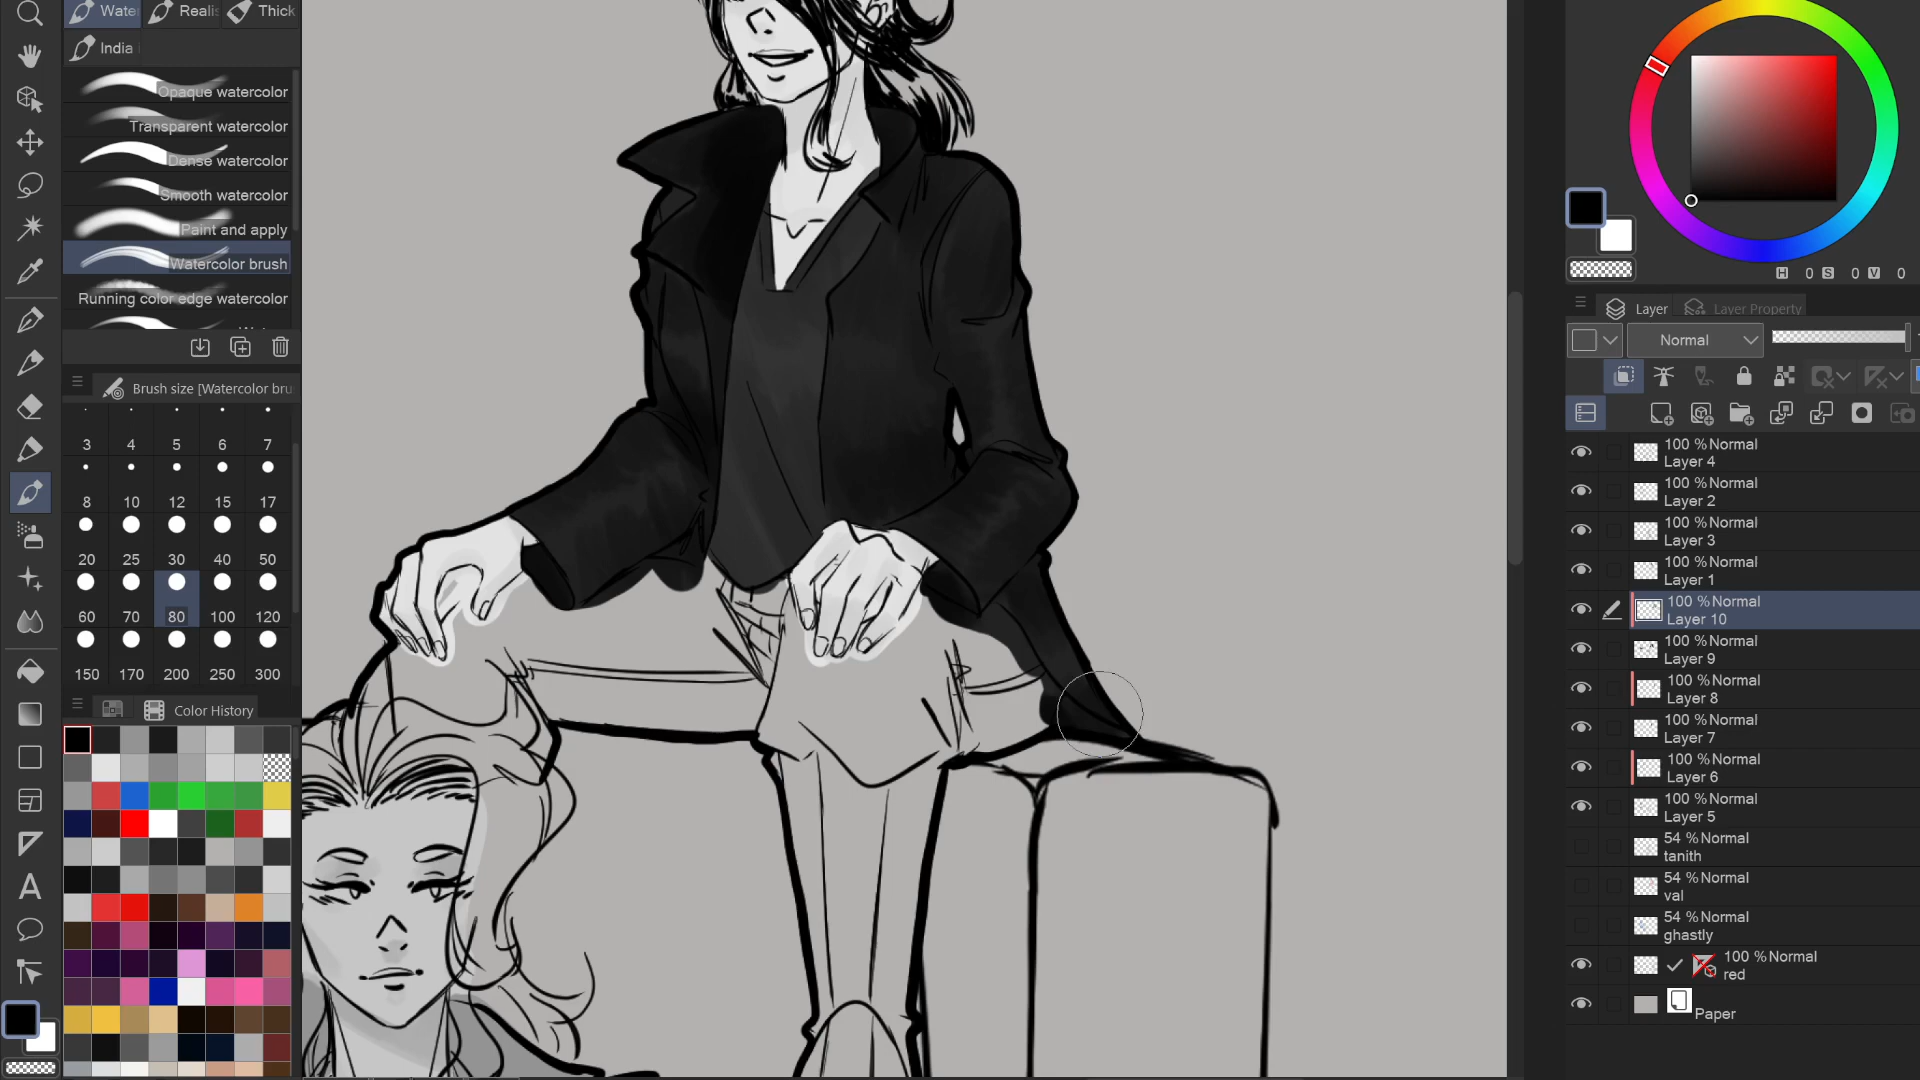 Water
Realis
Thick
India
Opaque watercolor
Transparent watercolor
Dense watercolor
Smooth watercolor
Paint and apply
Watercolor brush
Running color edge watercolor
Brush size [Watercolor bru
3 4 5 6 7
8 10 12 15 17
20 25 30 40 50
60 70 80 100 120
150 170 200 250 300
Color History
H 0 S 0 V 0
Layer Layer Property
Normal
100 %Normal
Layer 4
100 %Normal
Layer 2
100 %Normal
Layer 3
100 %Normal
Layer 1
100 %Normal
Layer 10
100 %Normal
Layer 9
100 %Normal
Layer 8
100 %Normal
Layer 7
100 %Normal
Layer 6
100 %Normal
Layer 5
54 %Normal
tanith
54 %Normal
val
54 %Normal
ghastly
100 %Normal
red
Paper